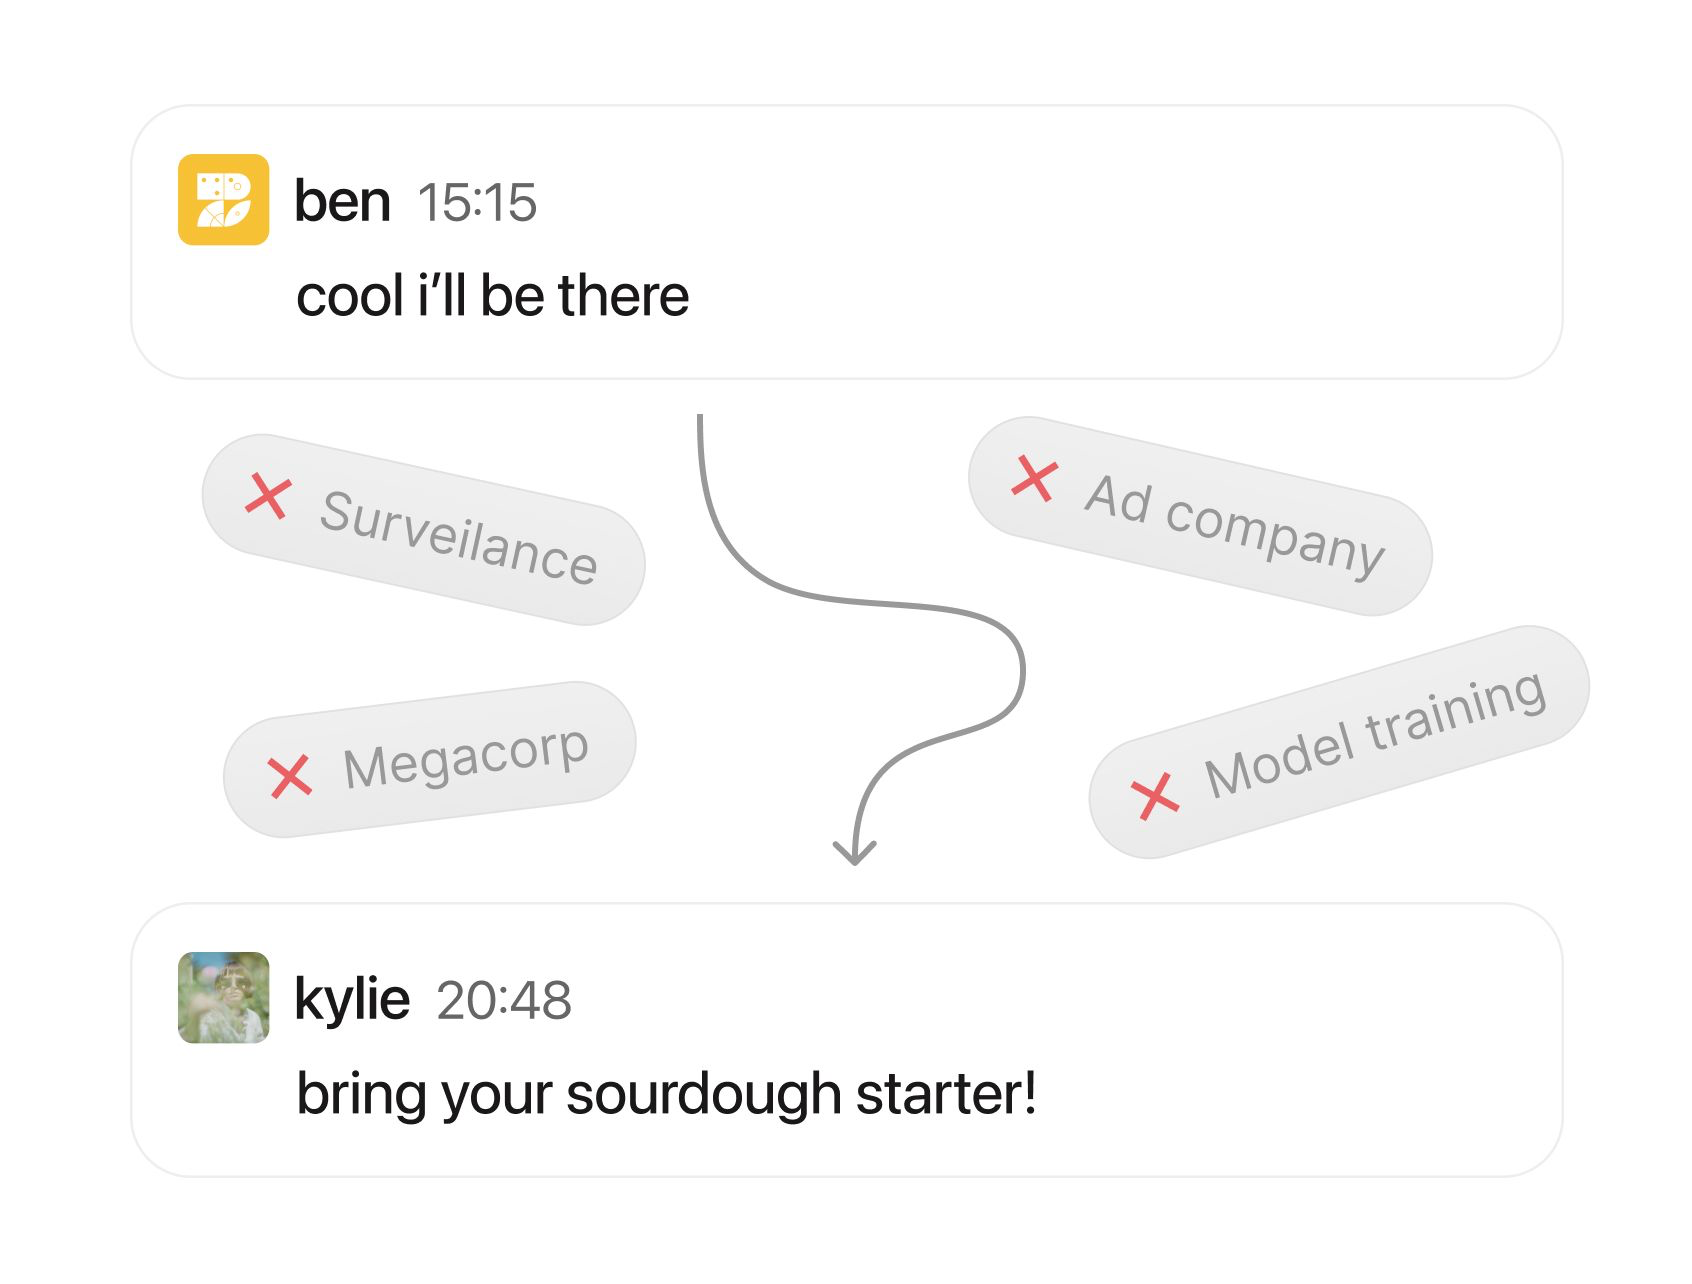 ben 15:15
cool i’ll be there
Surveilance
Ad company
Megacorp
Model training
kylie 20:48
bring your sourdough starter!